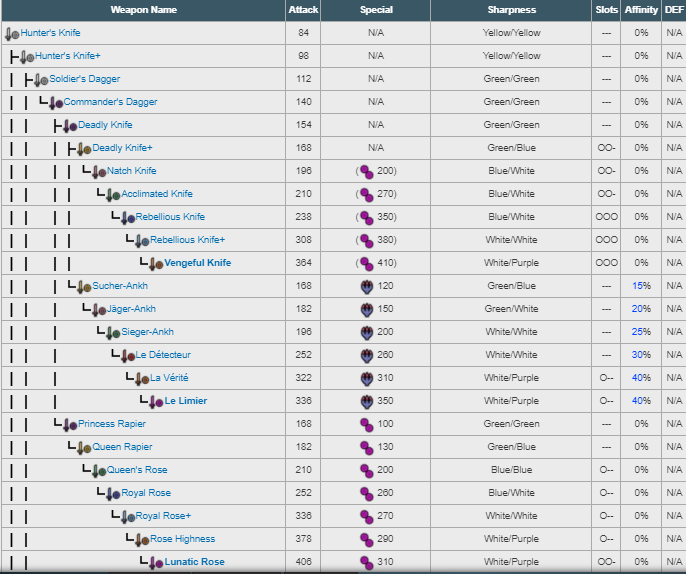 Weapon Name Attack Special Sharpness Slots Affinity DEF
Hunter's Knife 84 N/A Yellow/Yellow --- 0% N/A
Hunter's Knife+ 98 N/A Yellow/Yellow --- 0% N/A
Soldier's Dagger 112 N/A Green/Green --- 0% N/A
Commander's Dagger 140 N/A Green/Green --- 0% N/A
Deadly Knife 154 N/A Green/Green --- 0% N/A
Deadly Knife+ 168 N/A Green/Blue OO- 0% N/A
Natch Knife 196 ( 200) Blue/White OO- 0% N/A
Acclimated Knife 210 ( 270) Blue/White OO- 0% N/A
Rebellious Knife 238 ( 350) Blue/White OOO 0% N/A
Rebellious Knife+ 308 ( 380) White/White OOO 0% N/A
Vengeful Knife 364 ( 410) White/Purple OOO 0% N/A
Sucher-Ankh 168 120 Green/Blue --- 15% N/A
Jäger-Ankh 182 150 Green/White --- 20% N/A
Sieger-Ankh 196 200 White/White --- 25% N/A
Le Détecteur 252 260 White/White --- 30% N/A
La Vérité 322 310 White/Purple O-- 40% N/A
Le Limier 336 350 White/Purple O-- 40% N/A
Princess Rapier 168 100 Green/Green --- 0% N/A
Queen Rapier 182 130 Green/Blue --- 0% N/A
Queen's Rose 210 200 Blue/Blue O-- 0% N/A
Royal Rose 252 260 Blue/White O-- 0% N/A
Royal Rose+ 336 270 White/White O-- 0% N/A
Rose Highness 378 290 White/Purple O-- 0% N/A
Lunatic Rose 406 310 White/Purple OO- 0% N/A